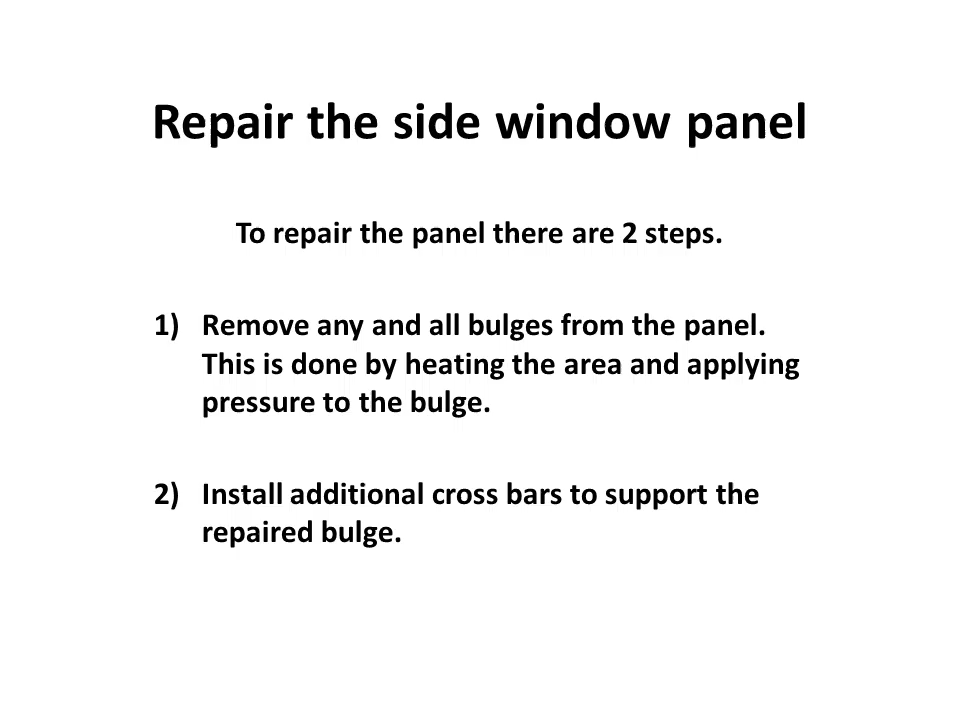 Repair the side window panel
To repair the panel there are 2 steps.
1) Remove any and all bulges from the panel.
This is done by heating the area and applying
pressure to the bulge.
2) Install additional cross bars to support the
repaired bulge.